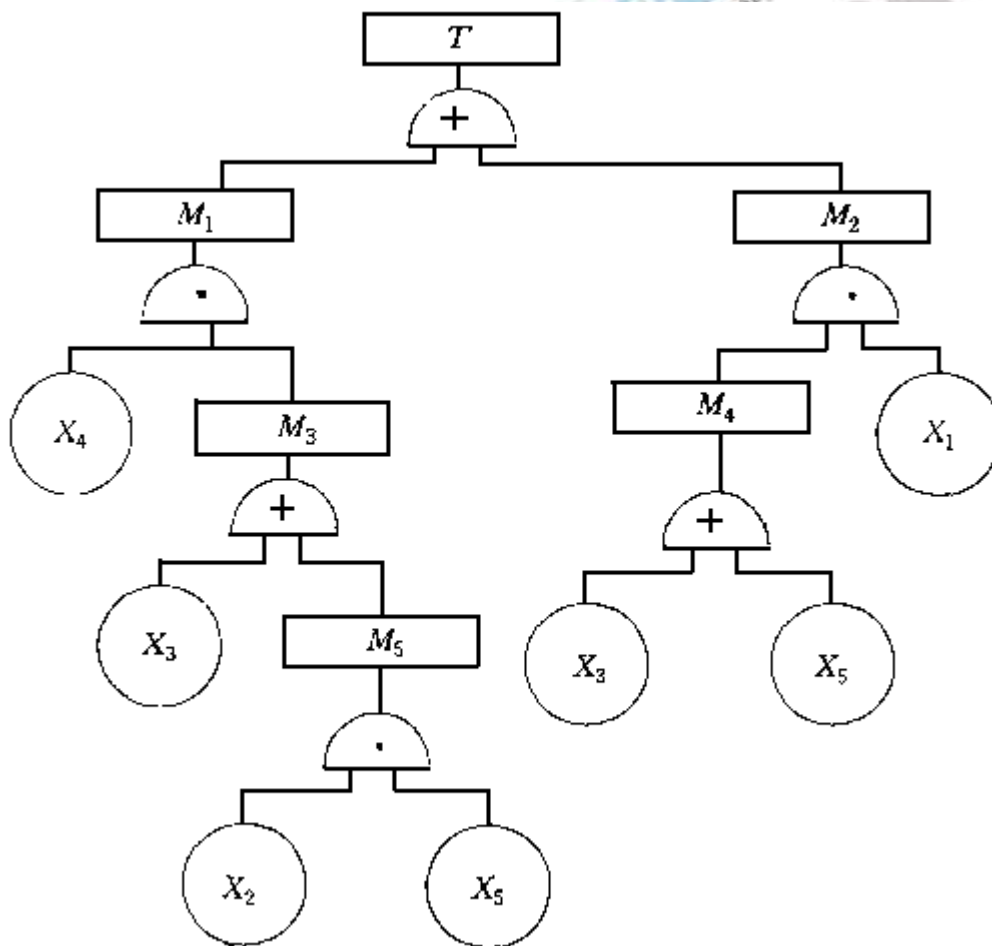 T
+
M₁
M₂
·
·
X₄
M₃
M₄
X₁
+
+
X₃
M₅
X₃
X₅
·
X₂
X₅